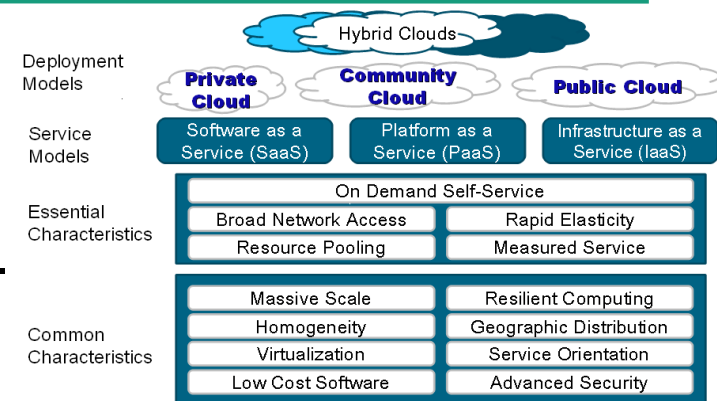 Hybrid Clouds
Deployment
Models
Private
Cloud
Community
Cloud
Public Cloud
Service
Models
Software as a
Service (SaaS)
Platform as a
Service (PaaS)
Infrastructure as a
Service (IaaS)
Essential
Characteristics
On Demand Self-Service
Broad Network Access
Rapid Elasticity
Resource Pooling
Measured Service
Common
Characteristics
Massive Scale
Resilient Computing
Homogeneity
Geographic Distribution
Virtualization
Service Orientation
Low Cost Software
Advanced Security